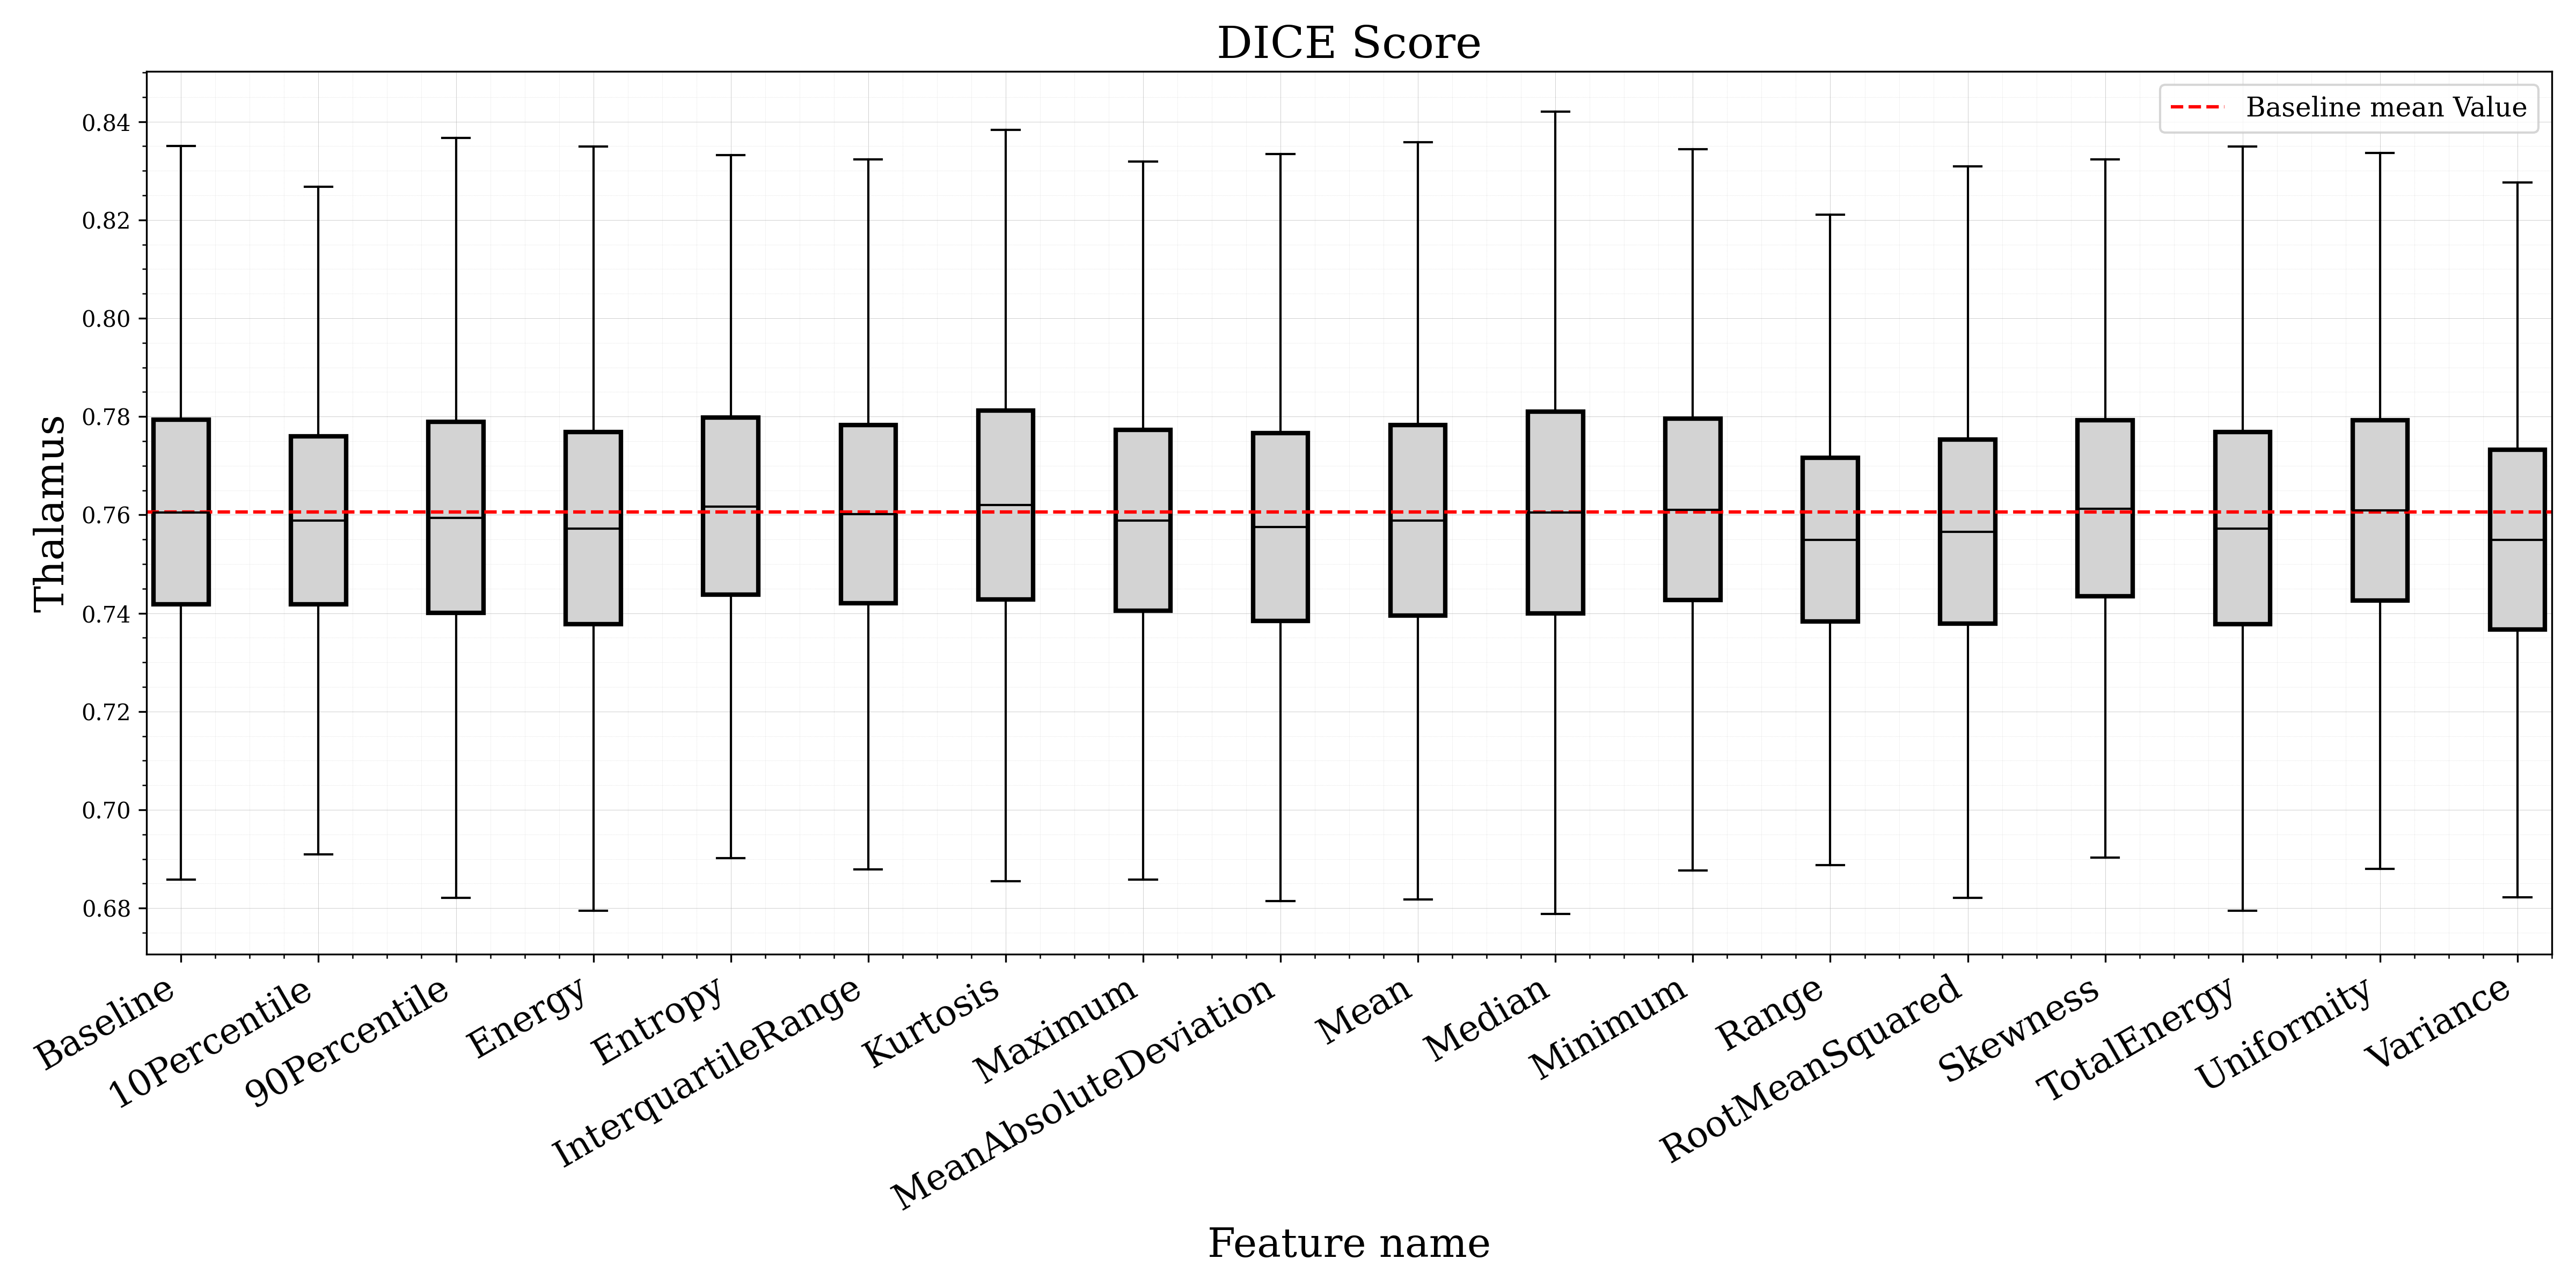 DICE Score
Baseline mean Value
Thalamus
0.84
0.82
0.80
0.78
0.76
0.74
0.72
0.70
0.68
Baseline
10Percentile
90Percentile
Energy
Entropy
InterquartileRange
Kurtosis
Maximum
MeanAbsoluteDeviation
Mean
Median
Minimum
Range
RootMeanSquared
Skewness
TotalEnergy
Uniformity
Variance
Feature name